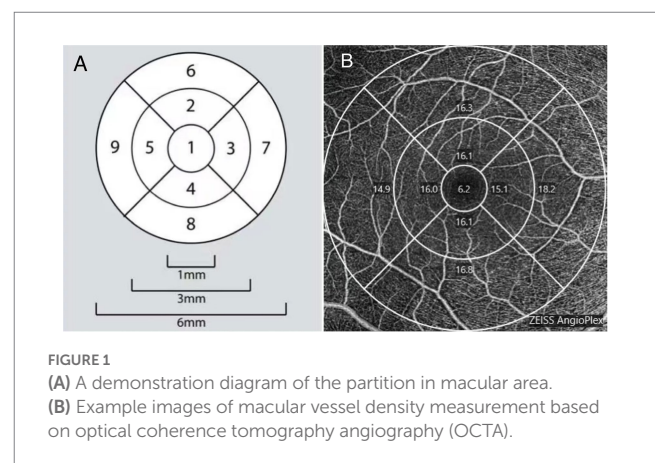 A
6
2
9 5 1 3 7
4
8
1mm
3mm
6mm
B
16.3
16.1
14.9 16.0 6.2 15.1 18.2
16.1
16.8
ZEISS AngioPlex
FIGURE 1
(A) A demonstration diagram of the partition in macular area.
(B) Example images of macular vessel density measurement based
on optical coherence tomography angiography (OCTA).